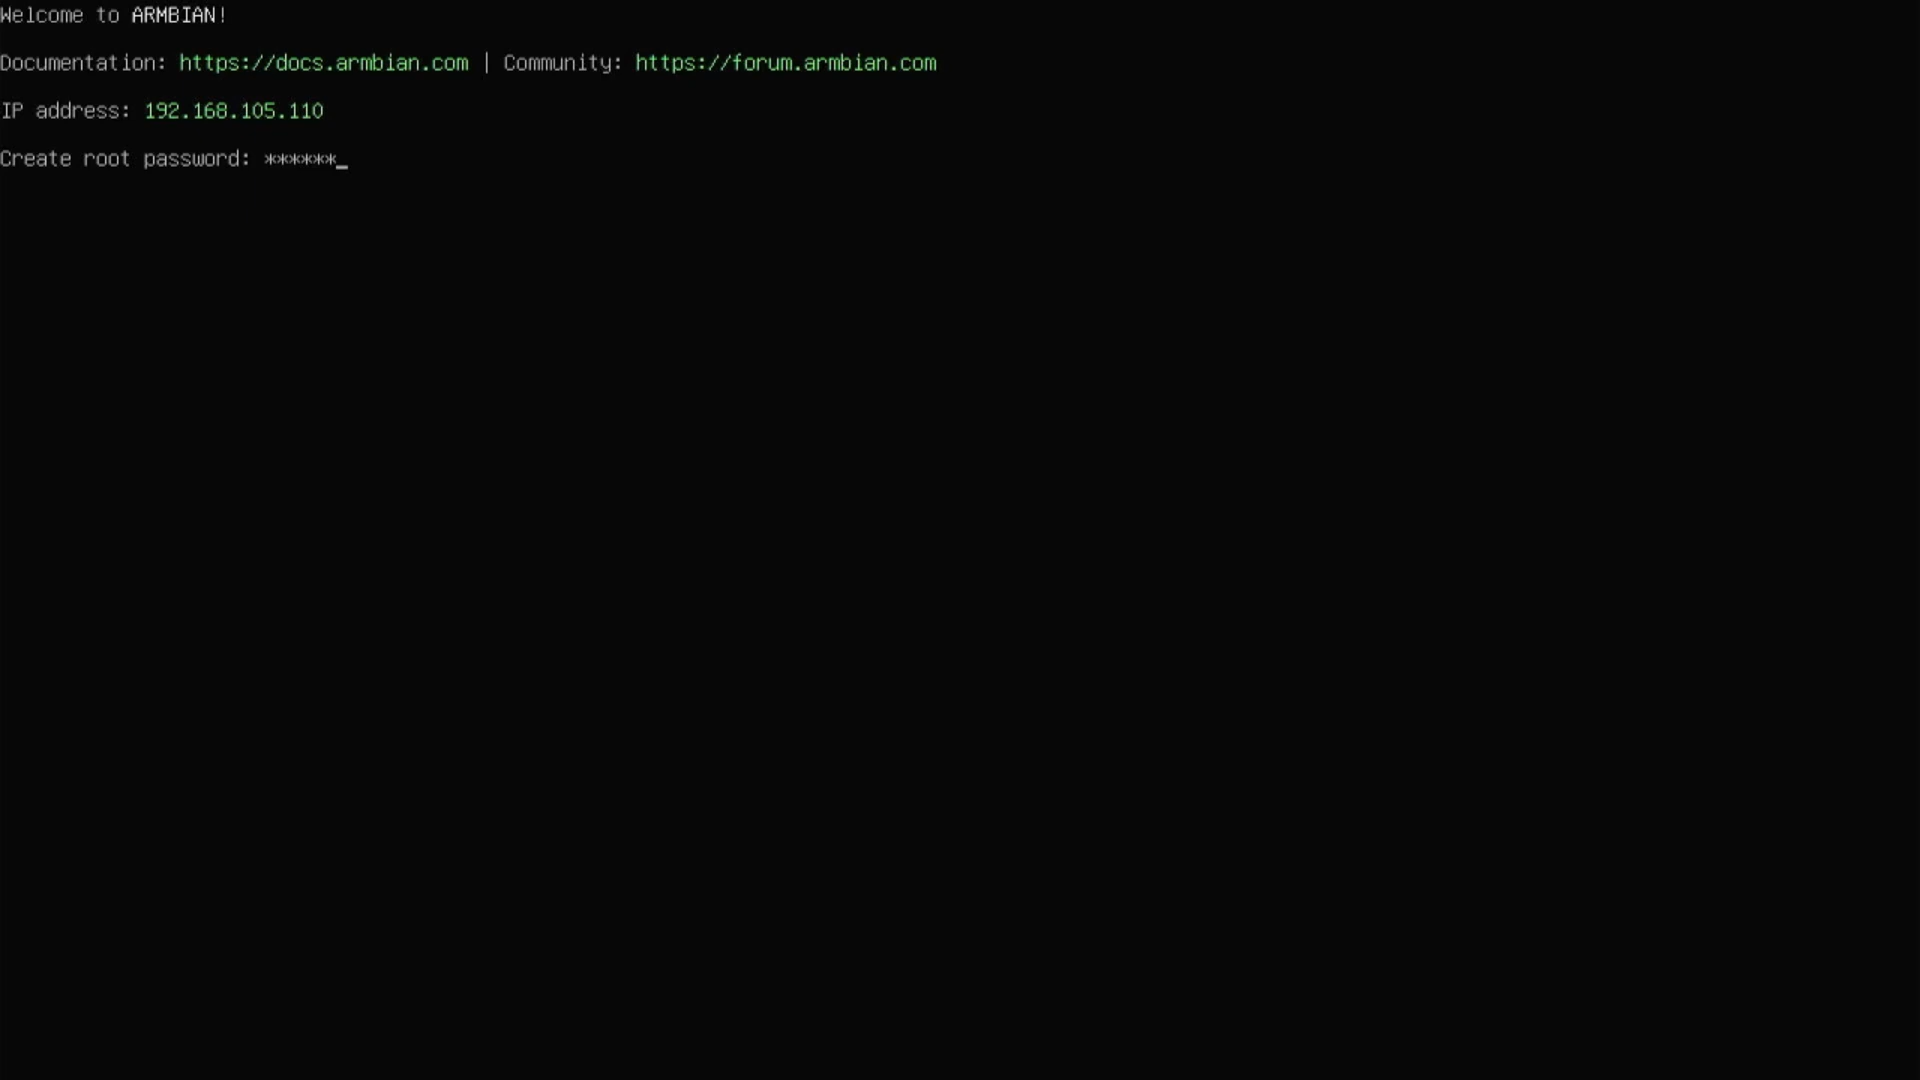 Welcome to ARMBIAN!
Documentation: https://docs.armbian.com | Community: https://forum.armbian.com
IP address: 192.168.105.110
Create root password: ******_